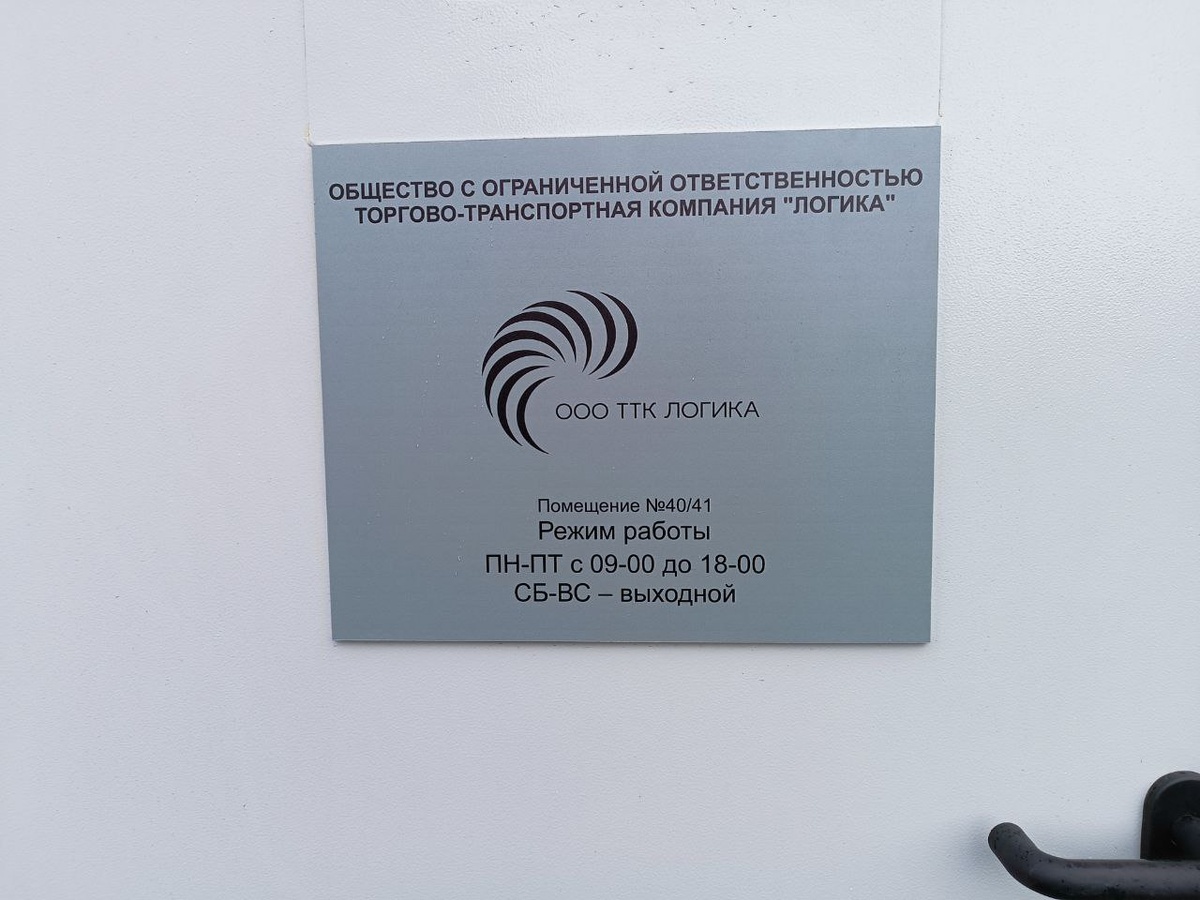 ОБЩЕСТВО С ОГРАНИЧЕННОЙ ОТВЕТСТВЕННОСТЬЮ
ТОРГОВО-ТРАНСПОРТНАЯ КОМПАНИЯ "ЛОГИКА"
ООО ТТК ЛОГИКА
Помещение №40/41
Режим работы
ПН-ПТ с 09-00 до 18-00
СБ-ВС – выходной